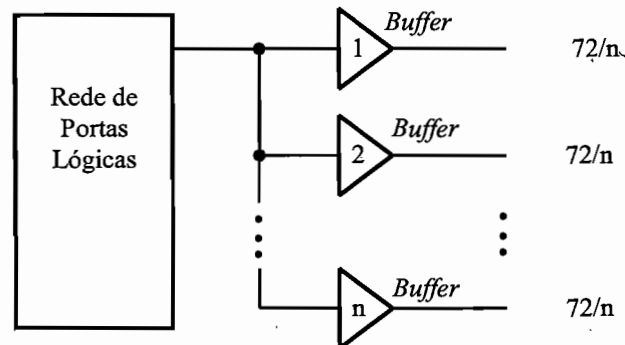 Rede de
Portas
Lógicas
1
Buffer
72/n
2
Buffer
72/n
n
Buffer
72/n